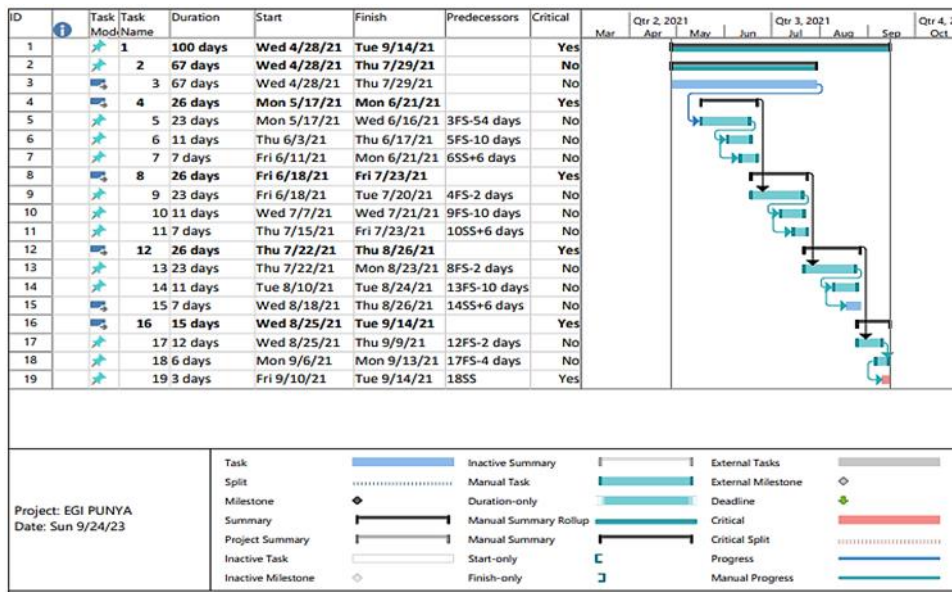 ID Task Mode Task Name Duration Start Finish Predecessors Critical
Qtr 2, 2021 Qtr 3, 2021 Qtr 4, 2
Mar Apr May Jun Jul Aug Sep Oct
1 1 100 days Wed 4/28/21 Tue 9/14/21 Yes
2 2 67 days Wed 4/28/21 Thu 7/29/21 No
3 3 67 days Wed 4/28/21 Thu 7/29/21 No
4 4 26 days Mon 5/17/21 Mon 6/21/21 Yes
5 5 23 days Mon 5/17/21 Wed 6/16/21 3FS-54 days No
6 6 11 days Thu 6/3/21 Thu 6/17/21 5FS-10 days No
7 7 7 days Fri 6/11/21 Mon 6/21/21 6SS+6 days No
8 8 26 days Fri 6/18/21 Fri 7/23/21 Yes
9 9 23 days Fri 6/18/21 Tue 7/20/21 4FS-2 days No
10 10 11 days Wed 7/7/21 Wed 7/21/21 9FS-10 days No
11 11 7 days Thu 7/15/21 Fri 7/23/21 10SS+6 days No
12 12 26 days Thu 7/22/21 Thu 8/26/21 Yes
13 13 23 days Thu 7/22/21 Mon 8/23/21 8FS-2 days No
14 14 11 days Tue 8/10/21 Tue 8/24/21 13FS-10 days No
15 15 7 days Wed 8/18/21 Thu 8/26/21 14SS+6 days No
16 16 15 days Wed 8/25/21 Tue 9/14/21 Yes
17 17 12 days Wed 8/25/21 Thu 9/9/21 12FS-2 days No
18 18 6 days Mon 9/6/21 Mon 9/13/21 17FS-4 days No
19 19 3 days Fri 9/10/21 Tue 9/14/21 18SS Yes
Project: EGI PUNYA
Date: Sun 9/24/23
Task Inactive Summary External Tasks
Split Manual Task External Milestone
Milestone Duration-only Deadline
Summary Manual Summary Rollup Critical
Project Summary Manual Summary Critical Split
Inactive Task Start-only Progress
Inactive Milestone Finish-only Manual Progress